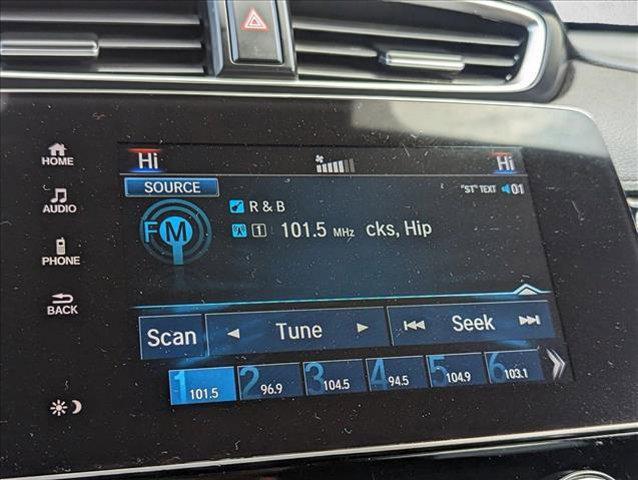 Hi Hi
HOME
SOURCE "ST" TEXT 01
AUDIO
R & B
FM 1 101.5 MHz cks, Hip
PHONE
BACK
Scan Tune Seek
1 101.5 2 96.9 3 104.5 4 94.5 5 104.9 6 103.1